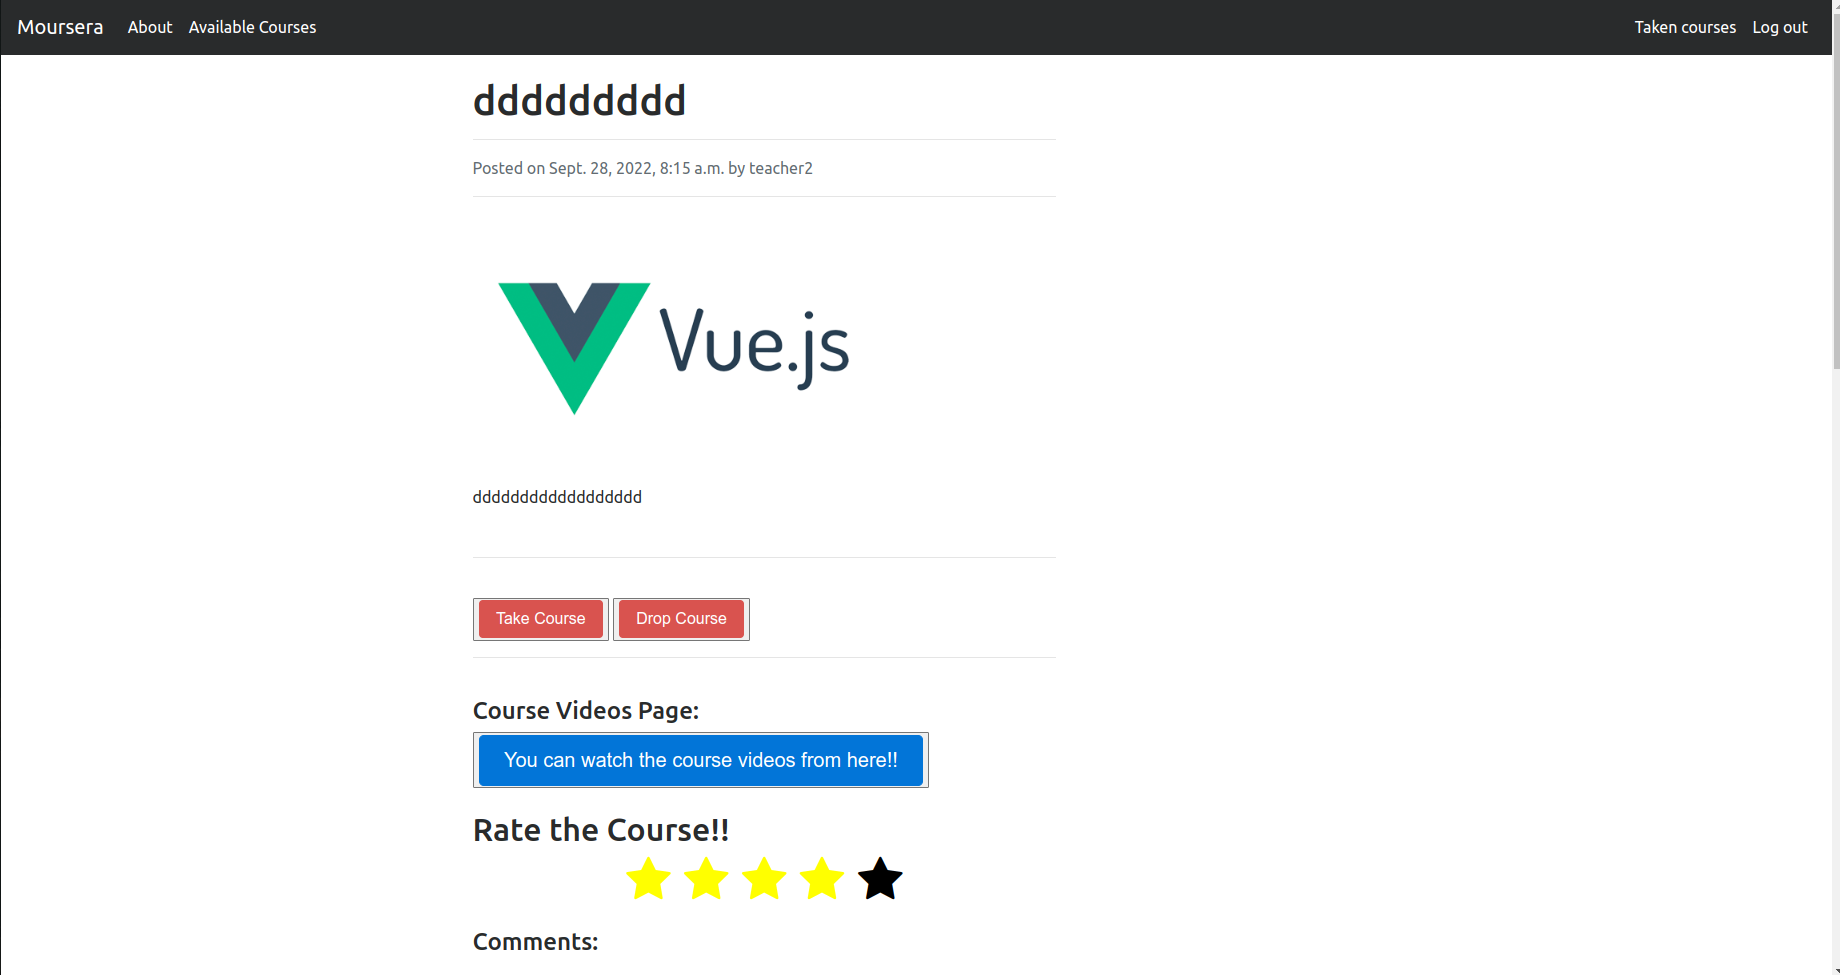 Moursera About Available Courses Taken courses Log out
ddddddddd
Posted on Sept. 28, 2022, 8:15 a.m. by teacher2
Vue.js
dddddddddddddddddd
Take Course Drop Course
Course Videos Page:
You can watch the course videos from here!!
Rate the Course!!
Comments: